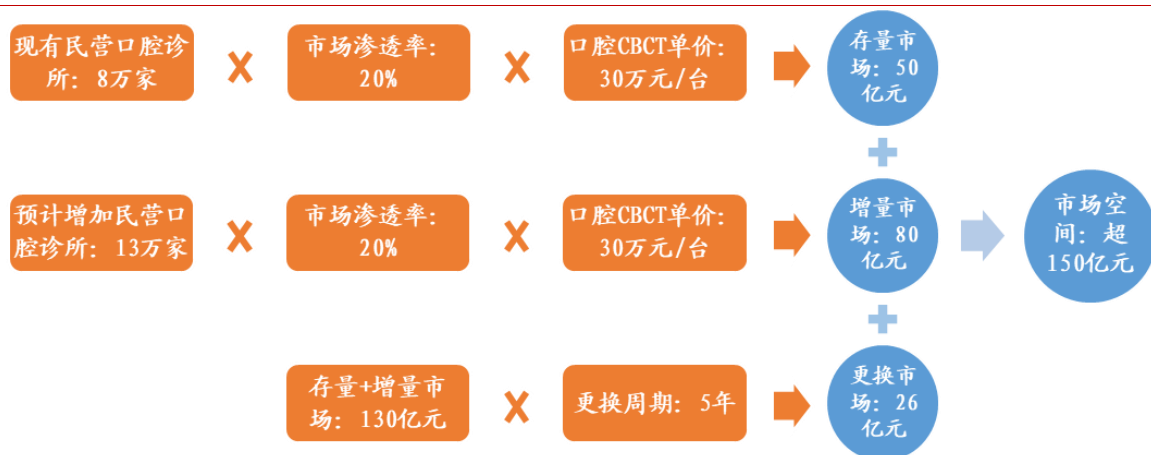 现有民营口腔诊
所：8万家
市场渗透率：
20%
口腔CBCT单价：
30万元/台
存量市
场：50
亿元
预计增加民营口
腔诊所：13万家
市场渗透率：
20%
口腔CBCT单价：
30万元/台
增量市
场：80
亿元
市场空
间：超
150亿元
存量+增量市
场：130亿元
更换周期：5年
更换市
场：26
亿元